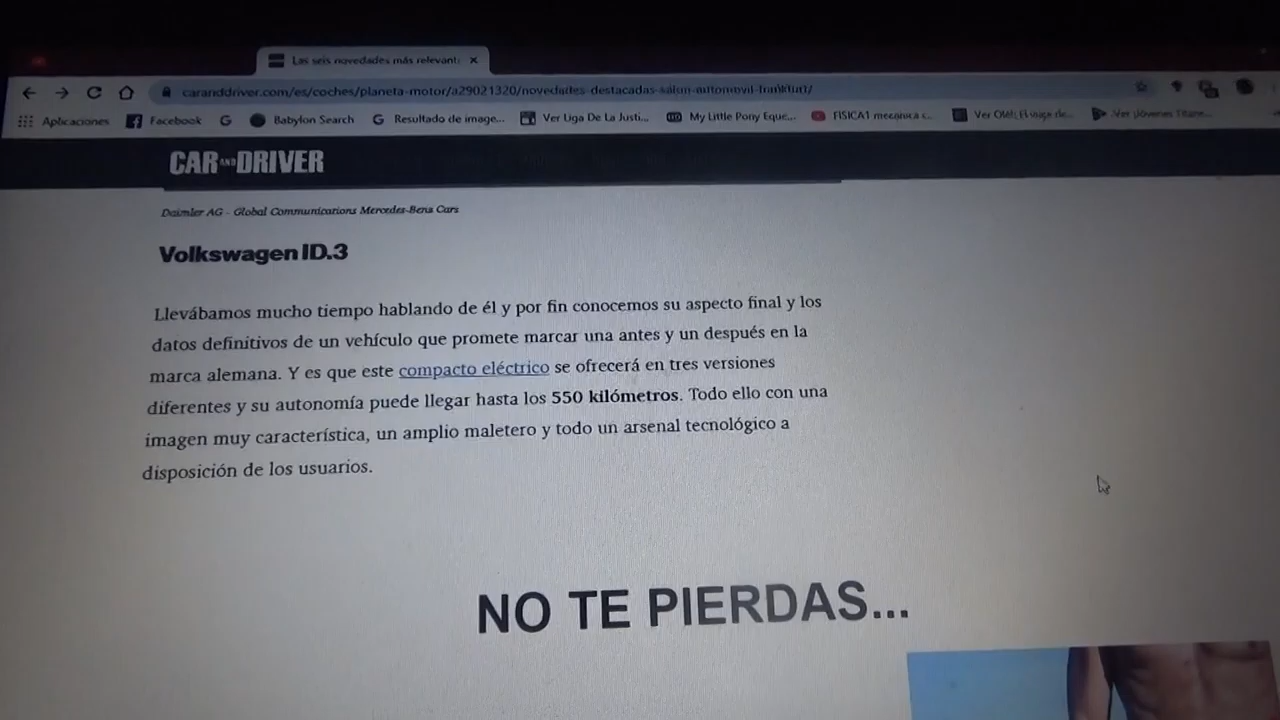 Las seis novedades más relevant
caranddriver.com/es/coches/planeta-motor/a29021320/novedades-destacadas-salon-automovil-frankfurt/
Aplicaciones Facebook Babylon Search Resultado de image... Ver Liga De La Justi... My Little Pony Eque... FISICA1 mecanica c... Ver
CAR AND DRIVER
Daimler AG - Global Communications Mercedes-Benz Cars
Volkswagen ID.3
Llevábamos mucho tiempo hablando de él y por fin conocemos su aspecto final y los
datos definitivos de un vehículo que promete marcar una antes y un después en la
marca alemana. Y es que este compacto eléctrico se ofrecerá en tres versiones
diferentes y su autonomía puede llegar hasta los 550 kilómetros. Todo ello con una
imagen muy característica, un amplio maletero y todo un arsenal tecnológico a
disposición de los usuarios.
NO TE PIERDAS...